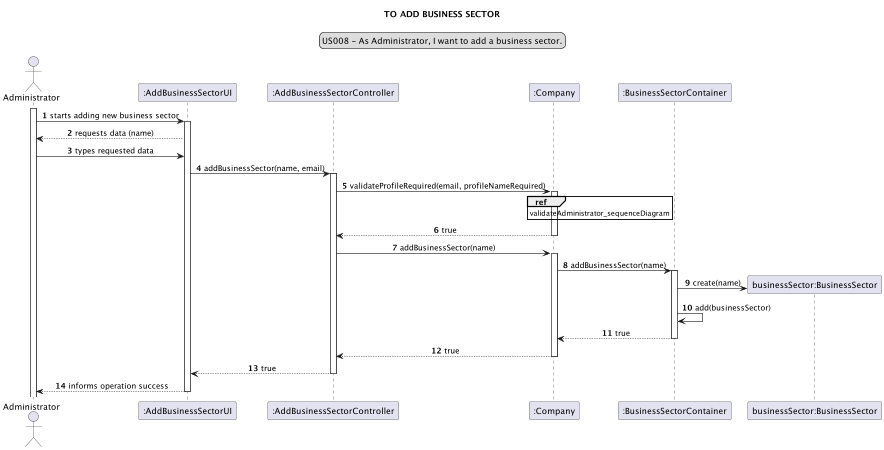 TO ADD BUSINESS SECTOR
US008 - As Administrator, I want to add a business sector.
Administrator
:AddBusinessSectorUI
:AddBusinessSectorController
:Company
:BusinessSectorContainer
1 starts adding new business sector
2 requests data (name)
3 types requested data
4 addBusinessSector(name, email)
5 validateProfileRequired(email, profileNameRequired)
ref
validateAdministrator_sequenceDiagram
6 true
7 addBusinessSector(name)
8 addBusinessSector(name)
9 create(name)
businessSector:BusinessSector
10 add(businessSector)
11 true
12 true
13 true
14 informs operation success
Administrator
:AddBusinessSectorUI
:AddBusinessSectorController
:Company
:BusinessSectorContainer
businessSector:BusinessSector